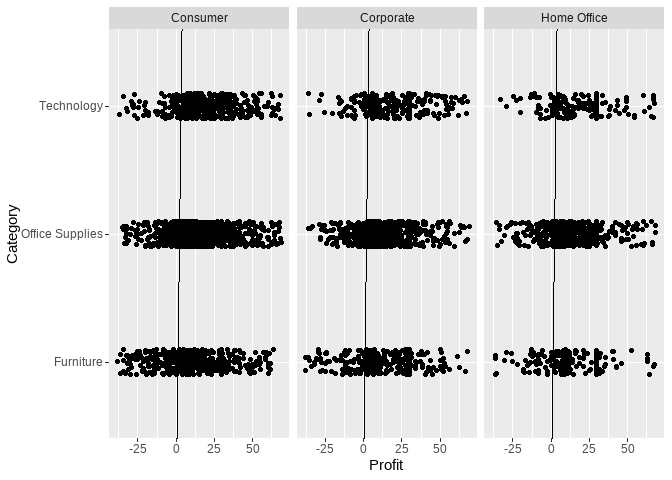 Consumer Corporate Home Office
Technology
Office Supplies
Furniture
Category
-25 0 25 50 -25 0 25 50 -25 0 25 50
Profit